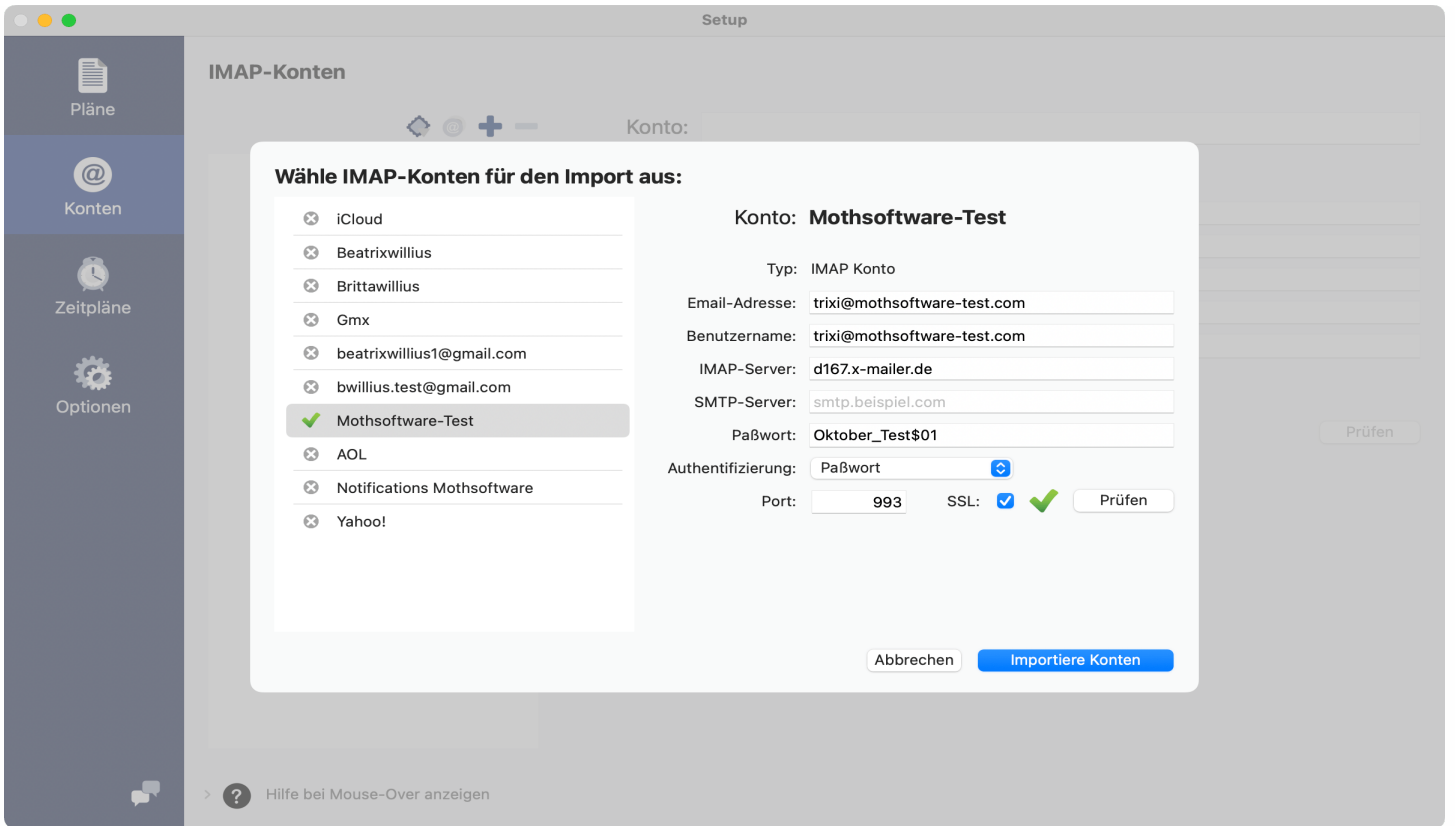 Setup
Pläne
Konten
Zeitpläne
Optionen
IMAP-Konten
Konto:
Wähle IMAP-Konten für den Import aus:
iCloud
Beatrixwillius
Brittawillius
Gmx
beatrixwillius1@gmail.com
bwillius.test@gmail.com
Mothsoftware-Test
AOL
Notifications Mothsoftware
Yahoo!
Konto: Mothsoftware-Test
Typ: IMAP Konto
Email-Adresse: trixi@mothsoftware-test.com
Benutzername: trixi@mothsoftware-test.com
IMAP-Server: d167.x-mailer.de
SMTP-Server: smtp.beispiel.com
Paßwort: Oktober_Test$01
Authentifizierung: Paßwort
Port: 993 SSL: Prüfen
Abbrechen Importiere Konten
Prüfen
? Hilfe bei Mouse-Over anzeigen